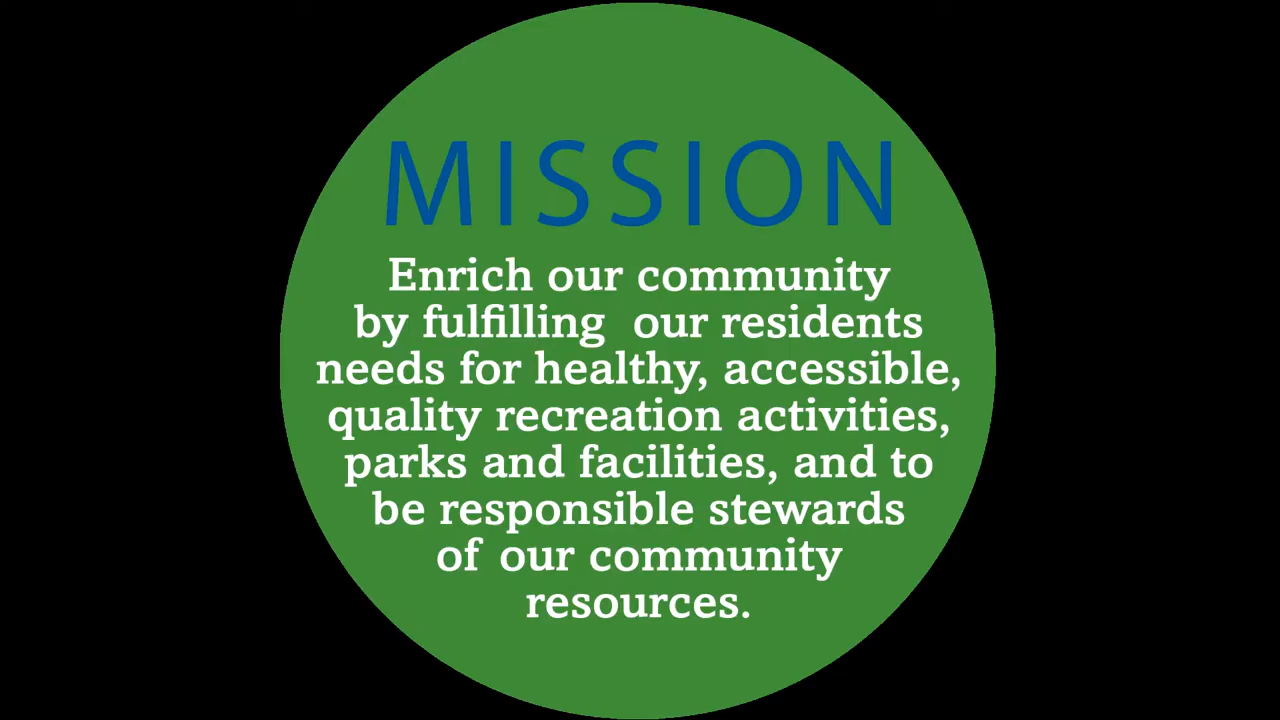 MISSION
Enrich our community
by fulfilling our residents
needs for healthy, accessible,
quality recreation activities,
parks and facilities, and to
be responsible stewards
of our community
resources.